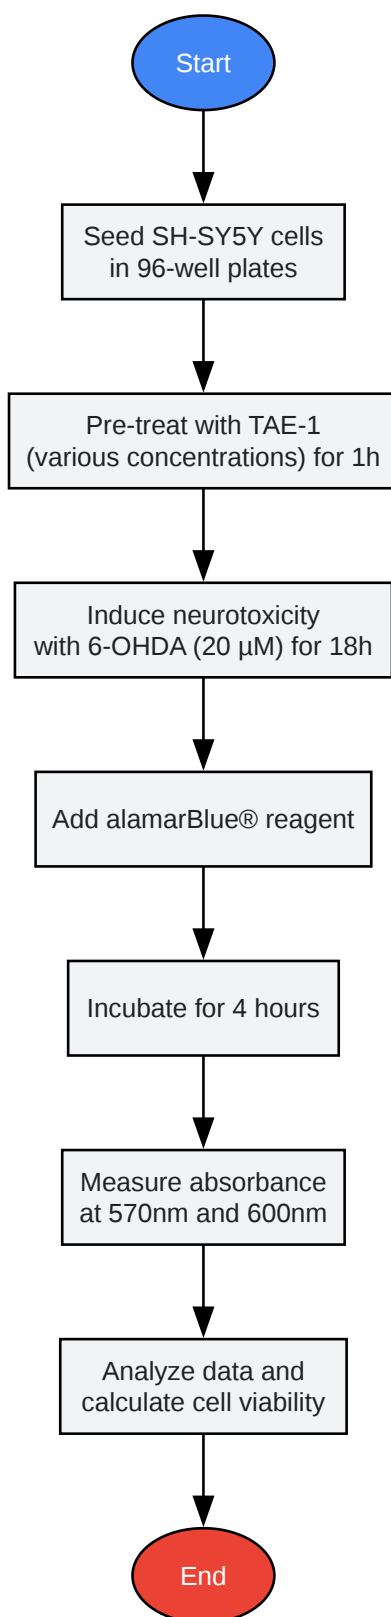 Start
Seed SH-SY5Y cells
in 96-well plates
Pre-treat with TAE-1
(various concentrations) for 1h
Induce neurotoxicity
with 6-OHDA (20 µM) for 18h
Add alamarBlue® reagent
Incubate for 4 hours
Measure absorbance
at 570nm and 600nm
Analyze data and
calculate cell viability
End